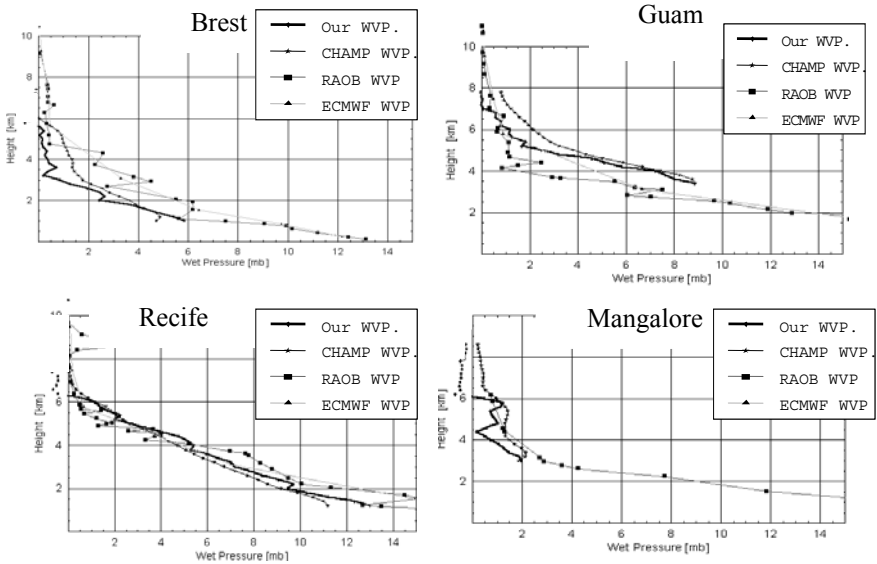 Brest
Our WVP.
CHAMP WVP.
RAOB WVP
ECMWF WVP
10
8
6
4
2
Height [km]
2 4 6 8 10 12 14
Wet Pressure [mb]
Guam
Our WVP.
CHAMP WVP.
RAOB WVP
ECMWF WVP
10
8
6
4
2
Height [km]
2 4 6 8 10 12 14
Wet Pressure [mb]
Recife
Our WVP.
CHAMP WVP.
RAOB WVP
ECMWF WVP
6
4
2
Height [km]
2 4 6 8 10 12 14
Wet Pressure [mb]
Mangalore
Our WVP.
CHAMP WVP.
RAOB WVP
ECMWF WVP
6
4
2
Height [km]
2 4 6 8 10 12 14
Wet Pressure [mb]